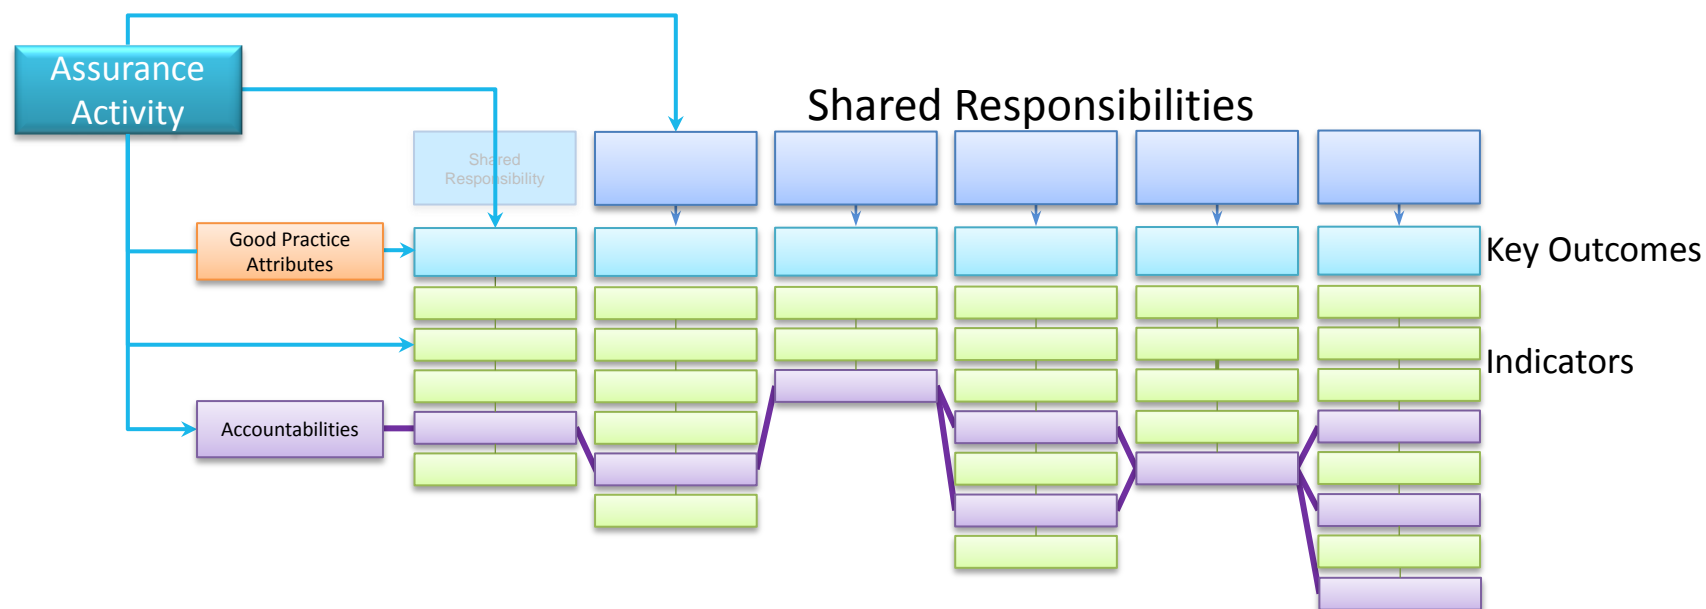 Assurance
Activity
Shared Responsibilities
Shared
Responsibility
Good Practice
Attributes
Key Outcomes
Indicators
Accountabilities